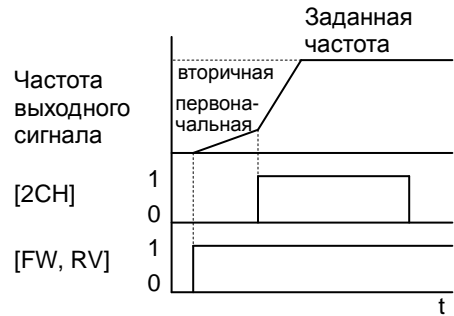 Заданная
частота
Частота
выходного
сигнала
вторичная
первона-
чальная
[2CH]
1
0
[FW, RV]
1
0
t